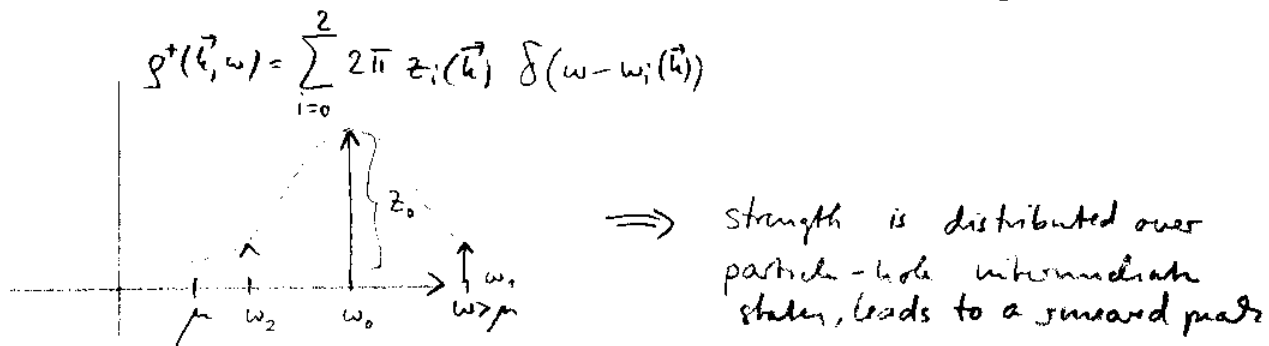 ρ⁺(k⃗, ω) = Σ_{i=0}^{2} 2π z_i(k⃗) δ(ω − ω_i(k⃗))
z₀
⟹ strength is distributed over
particle-hole intermediate
states, leads to a smeared peak
μ ω₂ ω₀ ω>μ ω₁